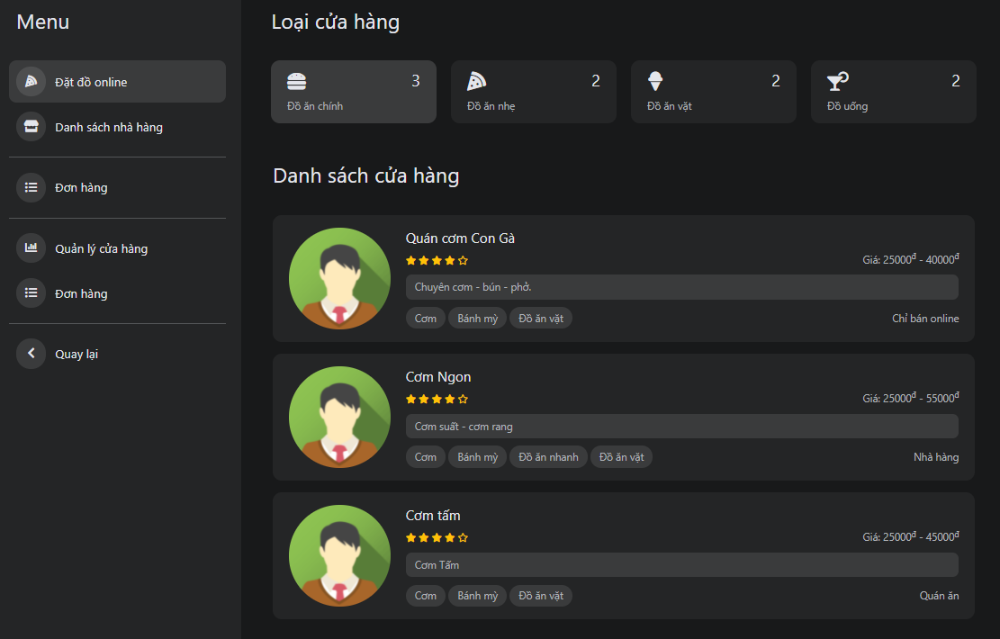 Menu
Đặt đồ online
Danh sách nhà hàng
Đơn hàng
Quản lý cửa hàng
Đơn hàng
Quay lại
Loại cửa hàng
3
Đồ ăn chính
2
Đồ ăn nhẹ
2
Đồ ăn vặt
2
Đồ uống
Danh sách cửa hàng
Quán cơm Con Gà
Giá: 25000đ - 40000đ
Chuyên cơm - bún - phở.
Cơm Bánh mỳ Đồ ăn vặt Chỉ bán online
Cơm Ngon
Giá: 25000đ - 55000đ
Cơm suất - cơm rang
Cơm Bánh mỳ Đồ ăn nhanh Đồ ăn vặt Nhà hàng
Cơm tấm
Giá: 25000đ - 45000đ
Cơm Tấm
Cơm Bánh mỳ Đồ ăn vặt Quán ăn